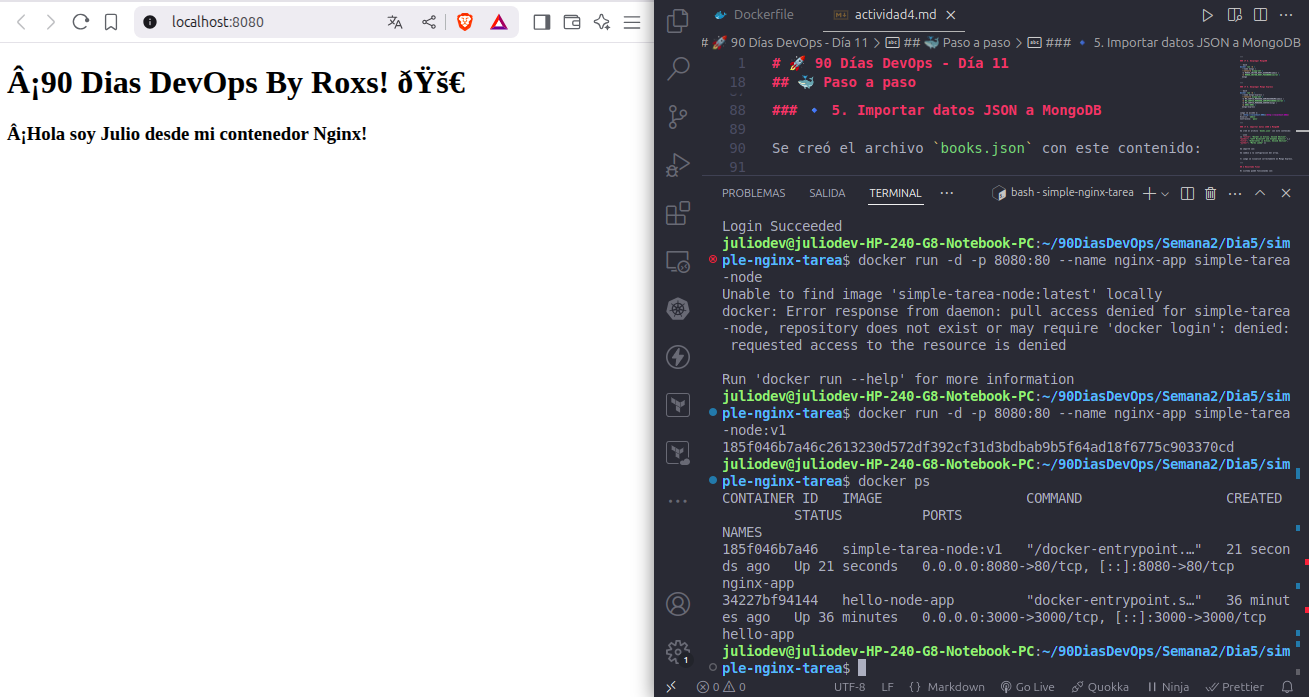 localhost:8080
Â¡90 Dias DevOps By Roxs! ðŸš€
Â¡Hola soy Julio desde mi contenedor Nginx!
Dockerfile
actividad4.md
# 🚀 90 Días DevOps - Día 11 > ## 🐳 Paso a paso > ### 🔹 5. Importar datos JSON a MongoDB
1 # 🚀 90 Días DevOps - Día 11
18 ## 🐳 Paso a paso
88 ### 🔹 5. Importar datos JSON a MongoDB
89
90 Se creó el archivo `books.json` con este contenido:
91
PROBLEMAS SALIDA TERMINAL ··· bash - simple-nginx-tarea
Login Succeeded
juliodev@juliodev-HP-240-G8-Notebook-PC:~/90DiasDevOps/Semana2/Dia5/sim
ple-nginx-tarea$ docker run -d -p 8080:80 --name nginx-app simple-tarea
-node
Unable to find image 'simple-tarea-node:latest' locally
docker: Error response from daemon: pull access denied for simple-tarea
-node, repository does not exist or may require 'docker login': denied:
requested access to the resource is denied
Run 'docker run --help' for more information
juliodev@juliodev-HP-240-G8-Notebook-PC:~/90DiasDevOps/Semana2/Dia5/sim
ple-nginx-tarea$ docker run -d -p 8080:80 --name nginx-app simple-tarea
-node:v1
185f046b7a46c2613230d572df392cf31d3bdbab9b5f64ad18f6775c903370cd
juliodev@juliodev-HP-240-G8-Notebook-PC:~/90DiasDevOps/Semana2/Dia5/sim
ple-nginx-tarea$ docker ps
CONTAINER ID IMAGE COMMAND CREATED
STATUS PORTS
NAMES
185f046b7a46 simple-tarea-node:v1 "/docker-entrypoint.…" 21 secon
ds ago Up 21 seconds 0.0.0.0:8080->80/tcp, [::]:8080->80/tcp
nginx-app
34227bf94144 hello-node-app "docker-entrypoint.s…" 36 minut
es ago Up 36 minutes 0.0.0.0:3000->3000/tcp, [::]:3000->3000/tcp
hello-app
juliodev@juliodev-HP-240-G8-Notebook-PC:~/90DiasDevOps/Semana2/Dia5/sim
ple-nginx-tarea$
1
0 0 UTF-8 LF {} Markdown Go Live Quokka Ninja Prettier